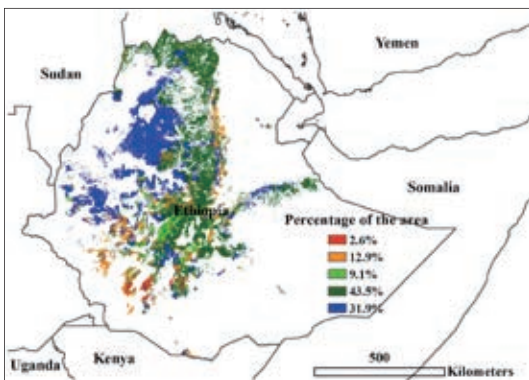 Yemen
Sudan
Somalia
Ethiopia
Percentage of the area
2.6%
12.9%
9.1%
43.5%
31.9%
500
Kilometers
Uganda
Kenya